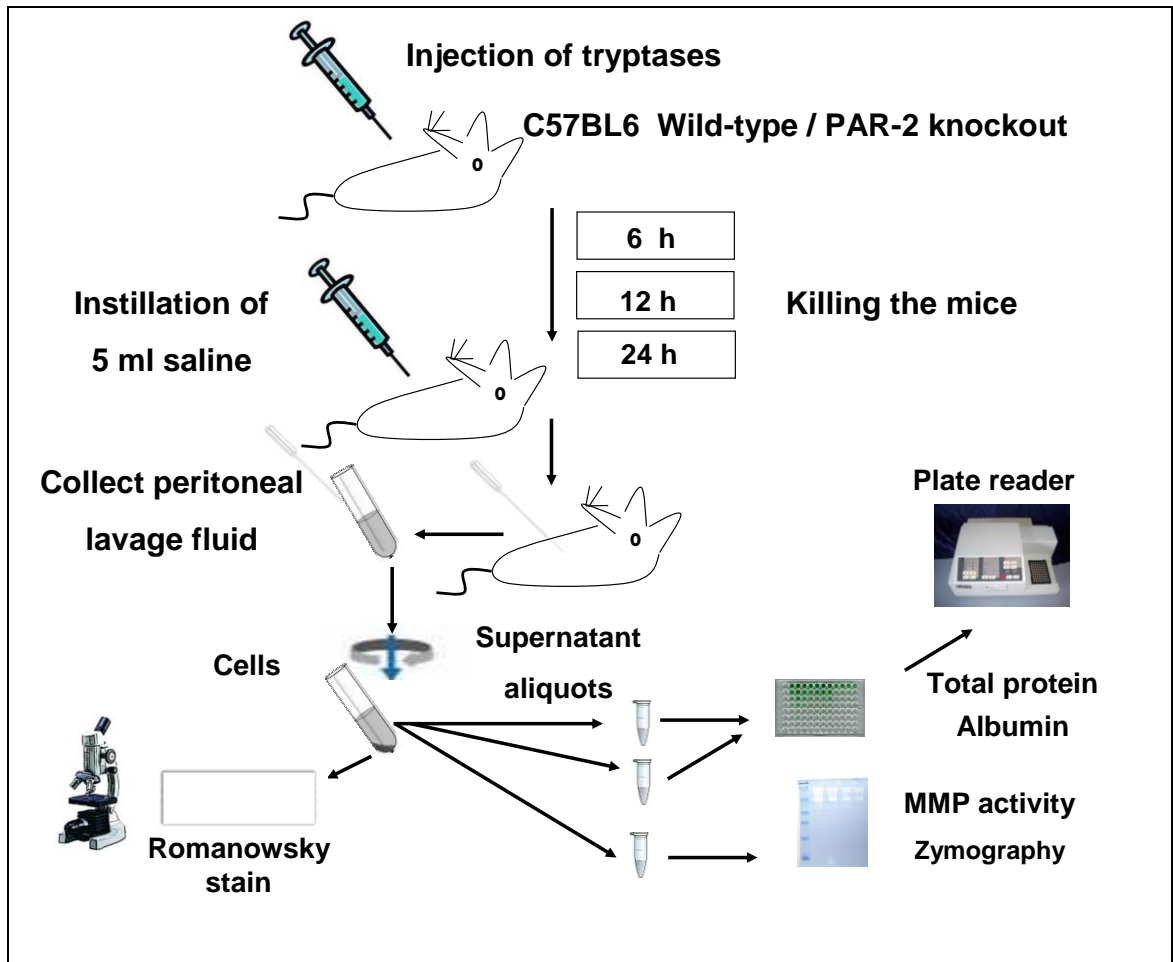 Injection of tryptases
C57BL6 Wild-type / PAR-2 knockout
6 h
12 h
24 h
Killing the mice
Instillation of
5 ml saline
Collect peritoneal
lavage fluid
Plate reader
Cells
Supernatant
aliquots
Total protein
Albumin
MMP activity
Zymography
Romanowsky
stain